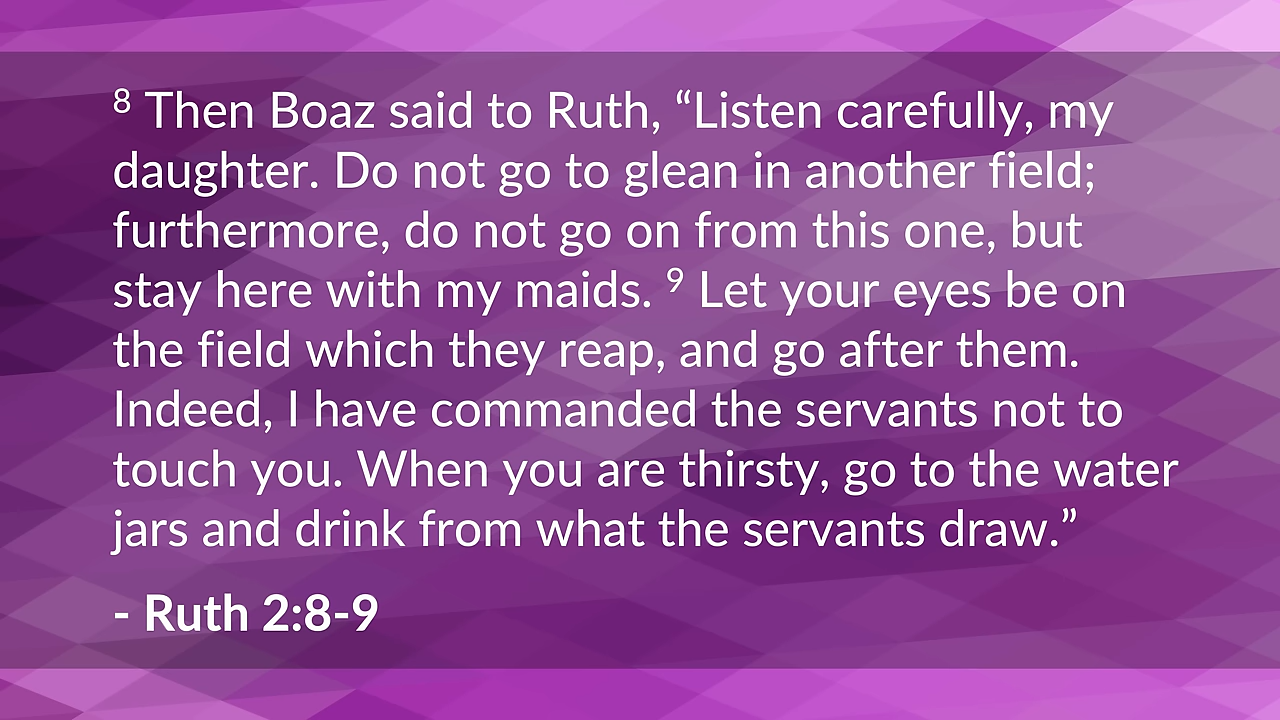 ⁸ Then Boaz said to Ruth, “Listen carefully, my
daughter. Do not go to glean in another field;
furthermore, do not go on from this one, but
stay here with my maids. ⁹ Let your eyes be on
the field which they reap, and go after them.
Indeed, I have commanded the servants not to
touch you. When you are thirsty, go to the water
jars and drink from what the servants draw.”
- Ruth 2:8-9